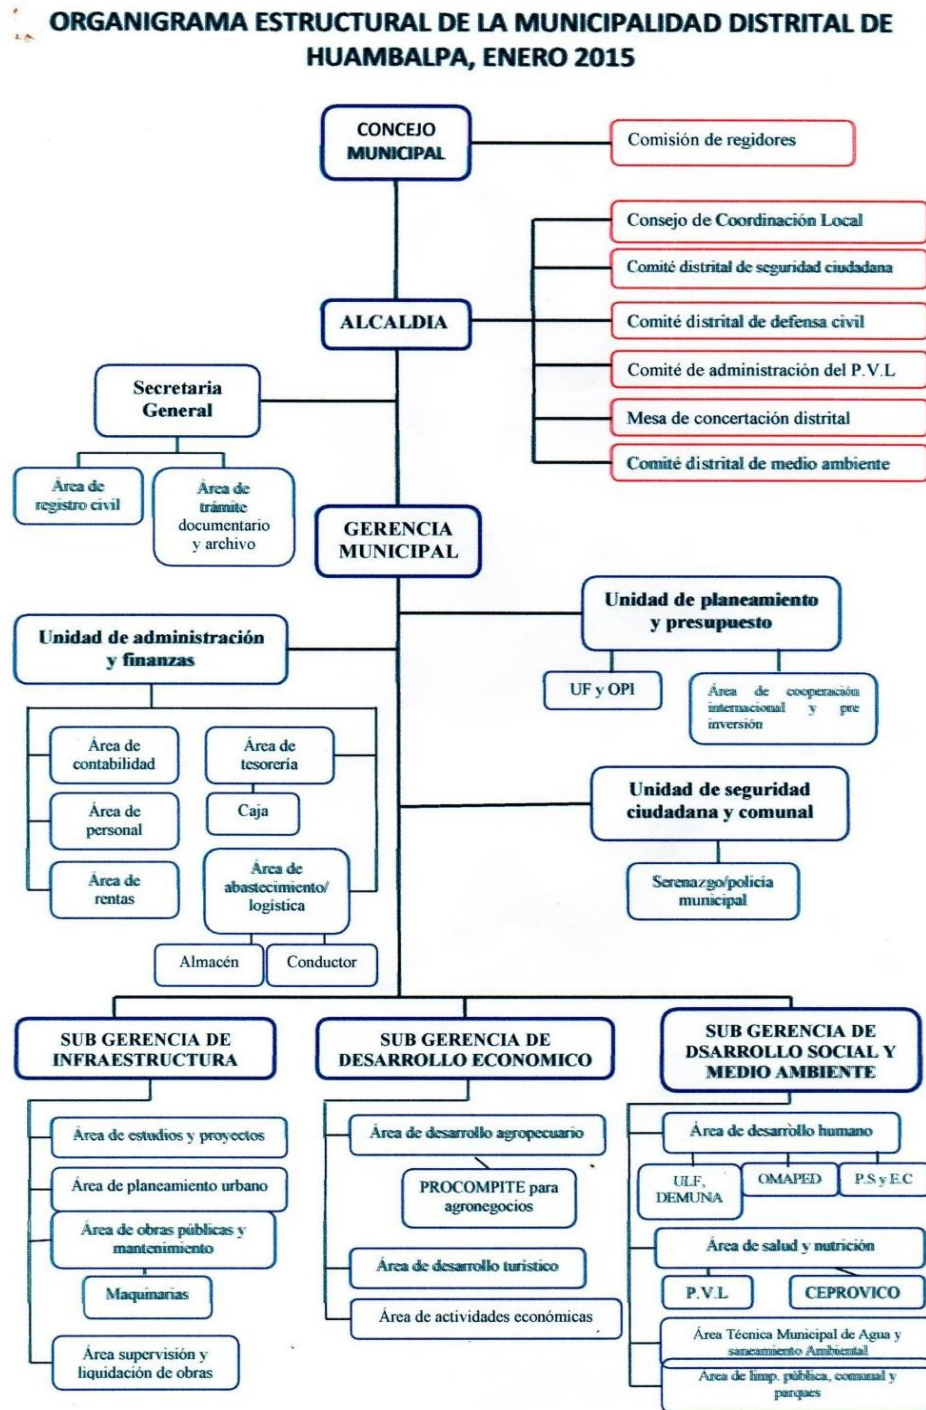 ORGANIGRAMA ESTRUCTURAL DE LA MUNICIPALIDAD DISTRITAL DE
HUAMBALPA, ENERO 2015
CONCEJO
MUNICIPAL
Comisión de regidores
Consejo de Coordinación Local
Comité distrital de seguridad ciudadana
ALCALDIA
Comité distrital de defensa civil
Comité de administración del P.V.L
Mesa de concertación distrital
Comité distrital de medio ambiente
Secretaria
General
Área de
registro civil
Área de
trámite
documentario
y archivo
GERENCIA
MUNICIPAL
Unidad de planeamiento
y presupuesto
UF y OPI
Área de cooperación
internacional y pre
inversión
Unidad de administración
y finanzas
Área de
contabilidad
Área de
tesorería
Caja
Área de
personal
Área de
rentas
Área de
abastecimiento/
logística
Almacén
Conductor
Unidad de seguridad
ciudadana y comunal
Serenazgo/policía
municipal
SUB GERENCIA DE
INFRAESTRUCTURA
Área de estudios y proyectos
Área de planeamiento urbano
Área de obras públicas y
mantenimiento
Maquinarias
Área supervisión y
liquidación de obras
SUB GERENCIA DE
DESARROLLO ECONOMICO
Área de desarrollo agropecuario
PROCOMPITE para
agronegocios
Área de desarrollo turístico
Área de actividades económicas
SUB GERENCIA DE
DSARROLLO SOCIAL Y
MEDIO AMBIENTE
Área de desarrollo humano
ULF,
DEMUNA
OMAPED
P.S y E.C
Área de salud y nutrición
P.V.L
CEPROVICO
Área Técnica Municipal de Agua y
saneamiento Ambiental
Area de limp. pública, comunal y
parques